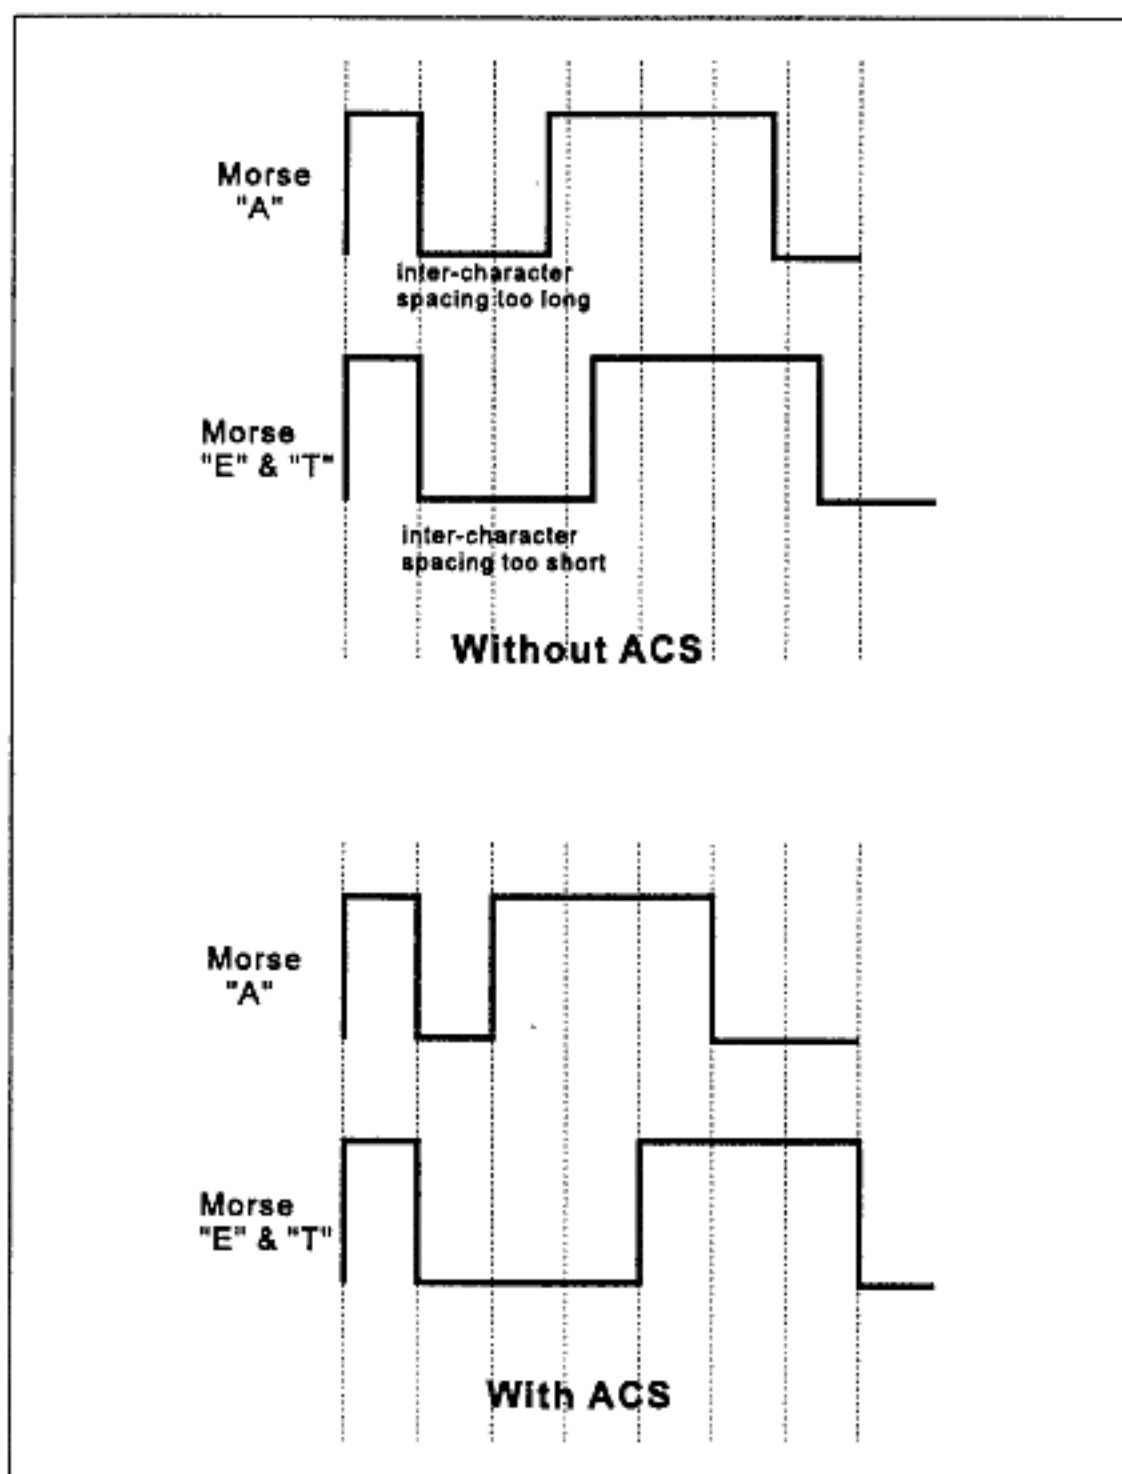 Morse
"A"
inter-character
spacing too long
Morse
"E" & "T"
inter-character
spacing too short
Without ACS
Morse
"A"
Morse
"E" & "T"
With ACS